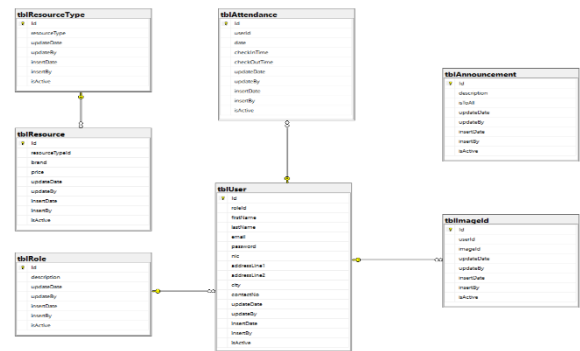 tblResourceType
Id
resourceType
updateDate
updateBy
insertDate
insertBy
isActive
tblAttendance
Id
userId
date
checkInTime
checkOutTime
updateDate
updateBy
insertDate
insertBy
isActive
tblAnnouncement
Id
description
isToAll
updateDate
updateBy
insertDate
insertBy
isActive
tblResource
Id
resourceTypeId
brand
price
updateDate
updateBy
insertDate
insertBy
isActive
tblUser
Id
roleId
firstName
lastName
email
password
nic
addressLine1
addressLine2
city
contactNo
updateDate
updateBy
insertDate
insertBy
isActive
tblImageId
Id
userId
imageId
updateDate
updateBy
insertDate
insertBy
isActive
tblRole
Id
description
updateDate
updateBy
insertDate
insertBy
isActive